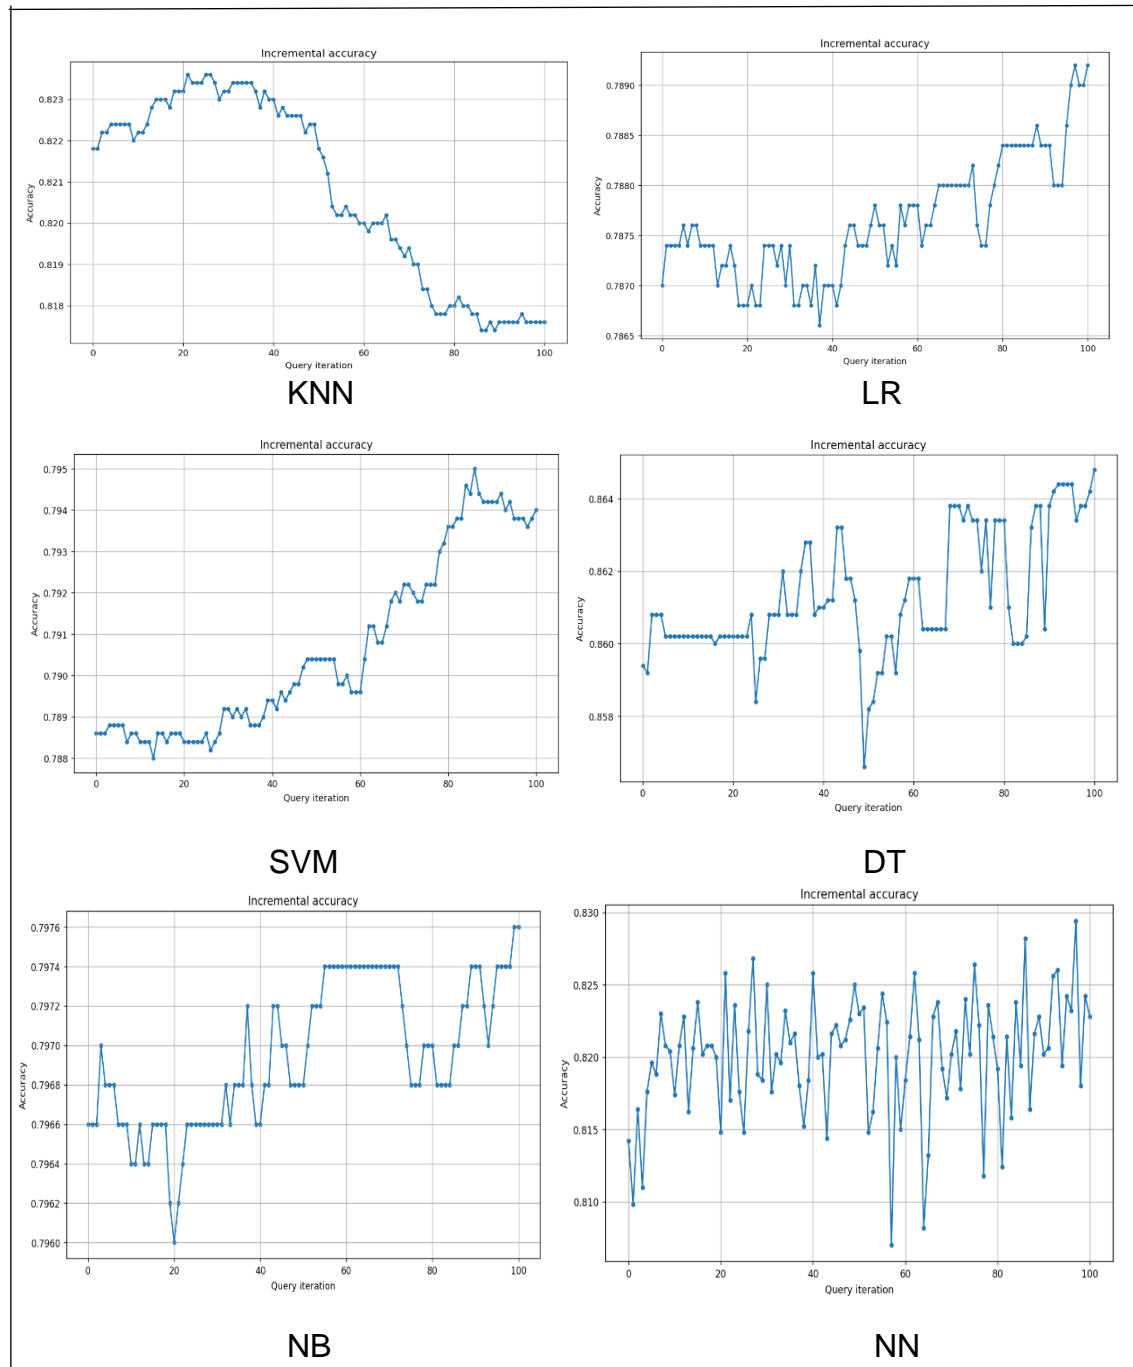 Incremental accuracy
0.823
0.822
0.821
0.820
0.819
0.818
Accuracy
0 20 40 60 80 100
Query iteration
KNN
Incremental accuracy
0.7890
0.7885
0.7880
0.7875
0.7870
0.7865
Accuracy
0 20 40 60 80 100
Query iteration
LR
Incremental accuracy
0.795
0.794
0.793
0.792
0.791
0.790
0.789
0.788
Accuracy
0 20 40 60 80 100
Query iteration
SVM
Incremental accuracy
0.864
0.862
0.860
0.858
Accuracy
0 20 40 60 80 100
Query iteration
DT
Incremental accuracy
0.7976
0.7974
0.7972
0.7970
0.7968
0.7966
0.7964
0.7962
0.7960
Accuracy
0 20 40 60 80 100
Query iteration
NB
Incremental accuracy
0.830
0.825
0.820
0.815
0.810
Accuracy
0 20 40 60 80 100
Query iteration
NN